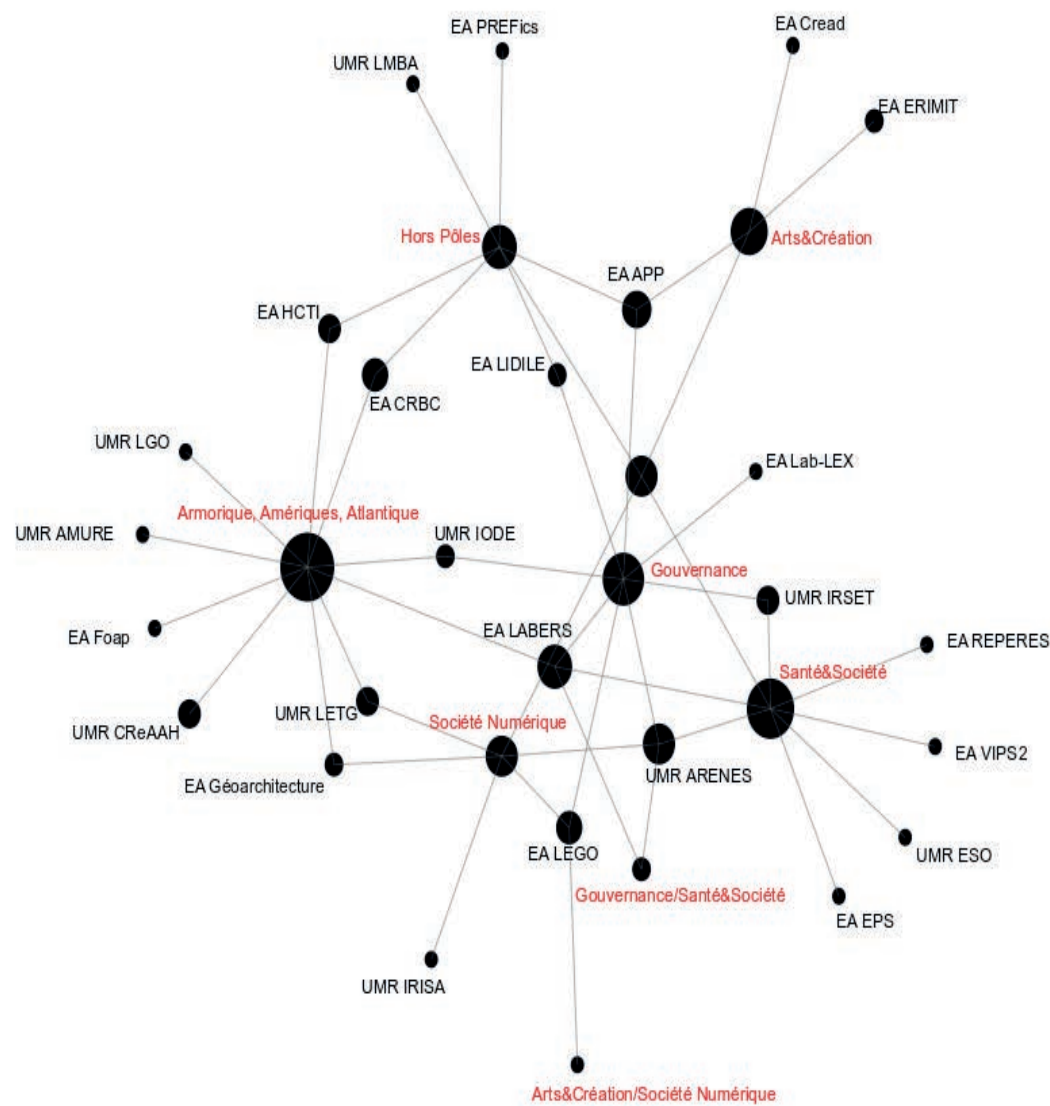 EA PREFics
EA Cread
UMR LMBA
EA ERIMIT
Hors Pôles
Arts&Création
EA APP
EA HCTI
EA LIDILE
EA CRBC
UMR LGO
EA Lab-LEX
Armorique, Amériques, Atlantique
UMR AMURE
UMR IODE
Gouvernance
UMR IRSET
EA Foap
EA LABERS
EA REPERES
Santé&Société
UMR CReAAH
UMR LETG
Société Numérique
EA VIPS2
UMR ARENES
EA Géoarchitecture
EA LEGO
UMR ESO
Gouvernance/Santé&Société
EA EPS
UMR IRISA
Arts&Création/Société Numérique